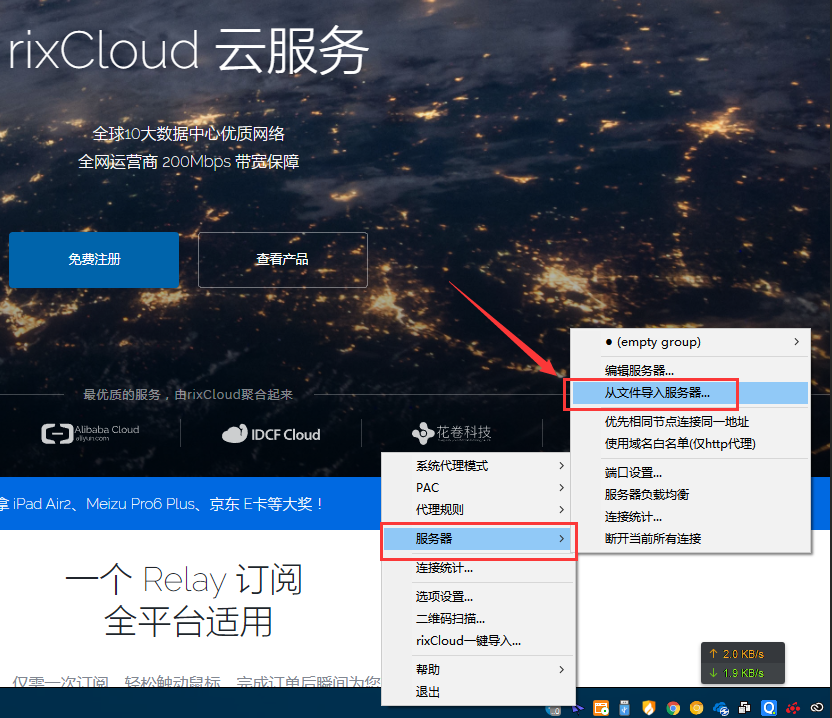 rixCloud 云服务
全球10大数据中心优质网络
全网运营商 200Mbps 带宽保障
免费注册
查看产品
最优质的服务，由rixCloud聚合起来
Alibaba Cloud
aliyun.com
IDCF Cloud
花卷科技
拿 iPad Air2、Meizu Pro6 Plus、京东 E卡等大奖！
一个 Relay 订阅
全平台适用
仅需一次订阅，轻松触动鼠标，完成订单后瞬间为您
(empty group)
编辑服务器...
从文件导入服务器...
优先相同节点连接同一地址
使用域名白名单(仅http代理)
端口设置...
服务器负载均衡
连接统计...
断开当前所有连接
系统代理模式
PAC
代理规则
服务器
连接统计...
选项设置...
二维码扫描...
rixCloud一键导入...
帮助
退出
↑ 2.0 KB/s
↓ 1.9 KB/s